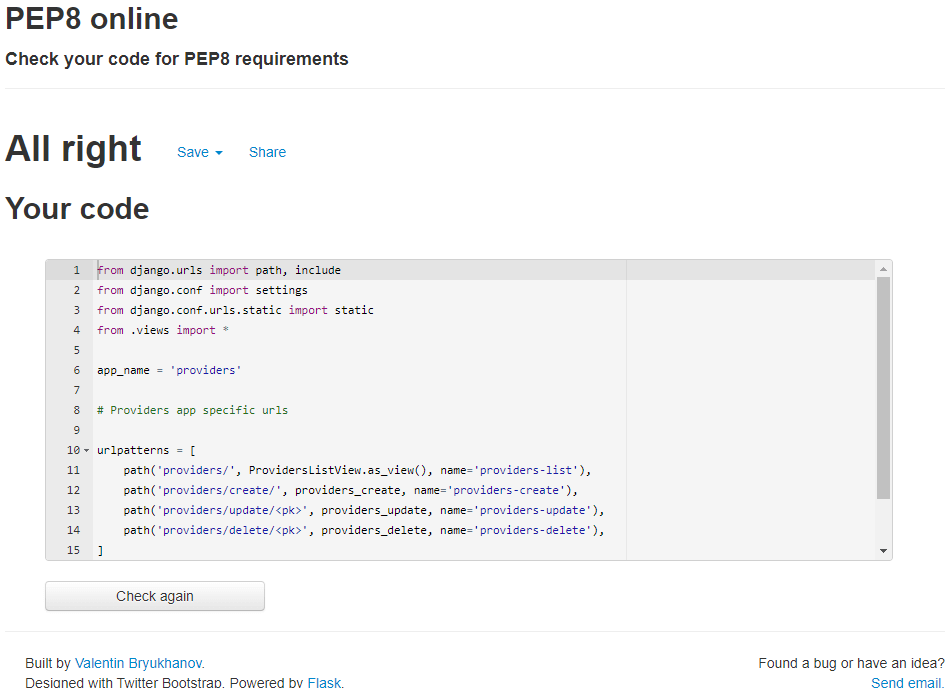 PEP8 online
Check your code for PEP8 requirements
All right Save Share
Your code
1 from django.urls import path, include
2 from django.conf import settings
3 from django.conf.urls.static import static
4 from .views import *
5
6 app_name = 'providers'
7
8 # Providers app specific urls
9
10 urlpatterns = [
11 path('providers/', ProvidersListView.as_view(), name='providers-list'),
12 path('providers/create/', providers_create, name='providers-create'),
13 path('providers/update/<pk>', providers_update, name='providers-update'),
14 path('providers/delete/<pk>', providers_delete, name='providers-delete'),
15 ]
Check again
Built by Valentin Bryukhanov. Found a bug or have an idea?
Designed with Twitter Bootstrap. Powered by Flask. Send email.